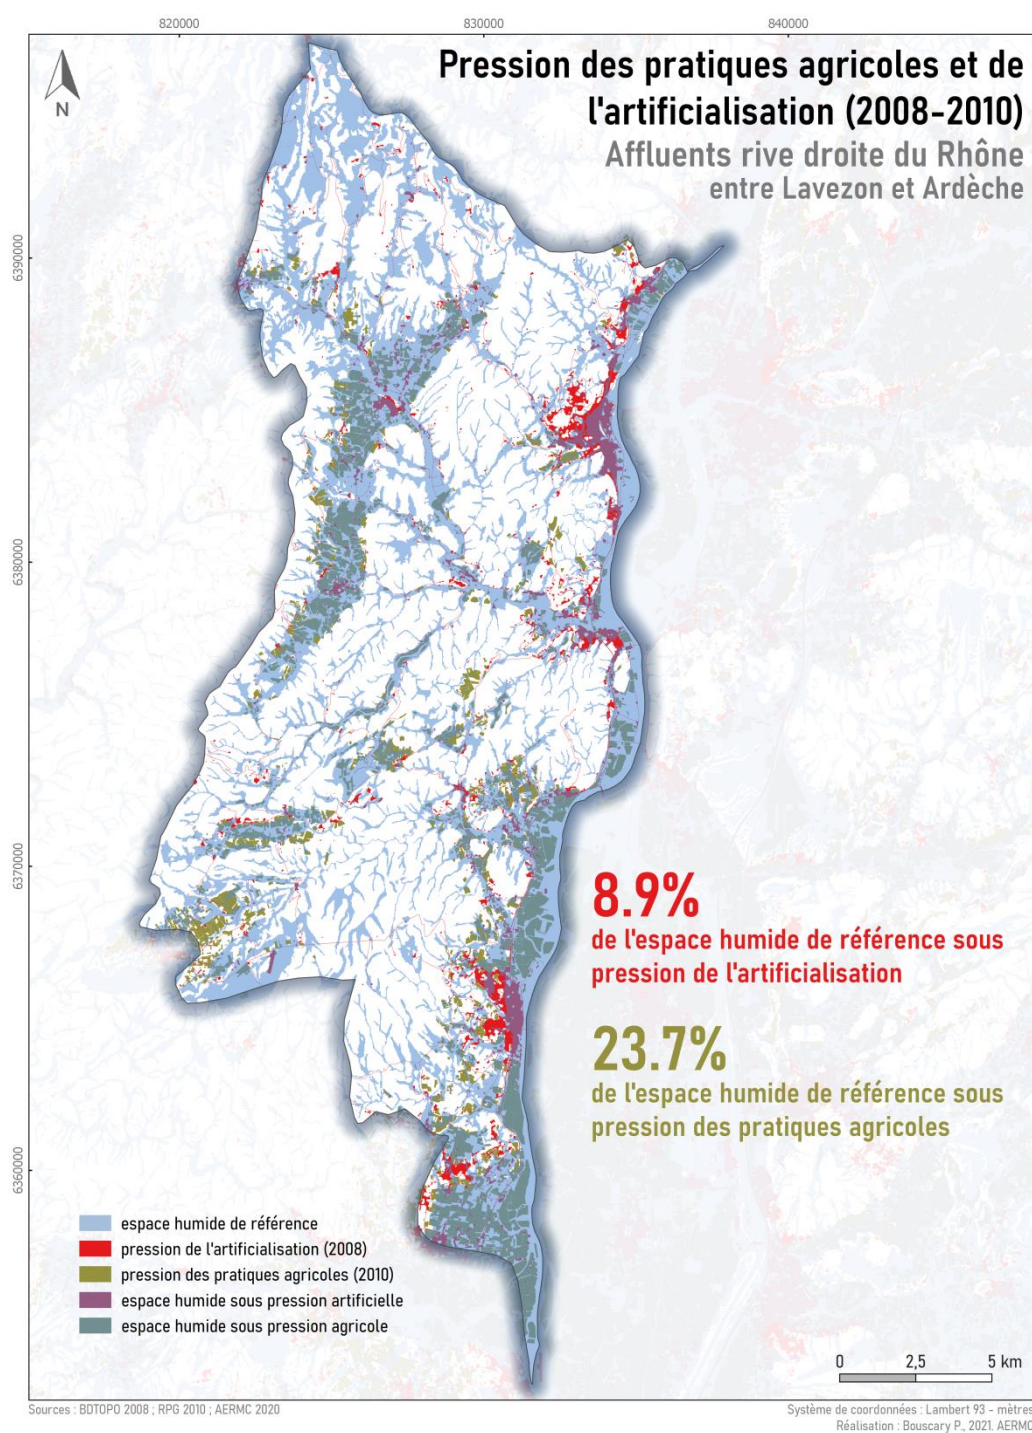 820000
830000
840000
Pression des pratiques agricoles et de
l'artificialisation (2008-2010)
Affluents rive droite du Rhône
entre Lavezon et Ardèche
N
6390000
6380000
6370000
6360000
8.9%
de l'espace humide de référence sous
pression de l'artificialisation
23.7%
de l'espace humide de référence sous
pression des pratiques agricoles
espace humide de référence
pression de l'artificialisation (2008)
pression des pratiques agricoles (2010)
espace humide sous pression artificielle
espace humide sous pression agricole
0 2,5 5 km
Sources : BDTOPO 2008 ; RPG 2010 ; AERMC 2020
Système de coordonnées : Lambert 93 - mètres
Réalisation : Bouscary P., 2021. AERMC